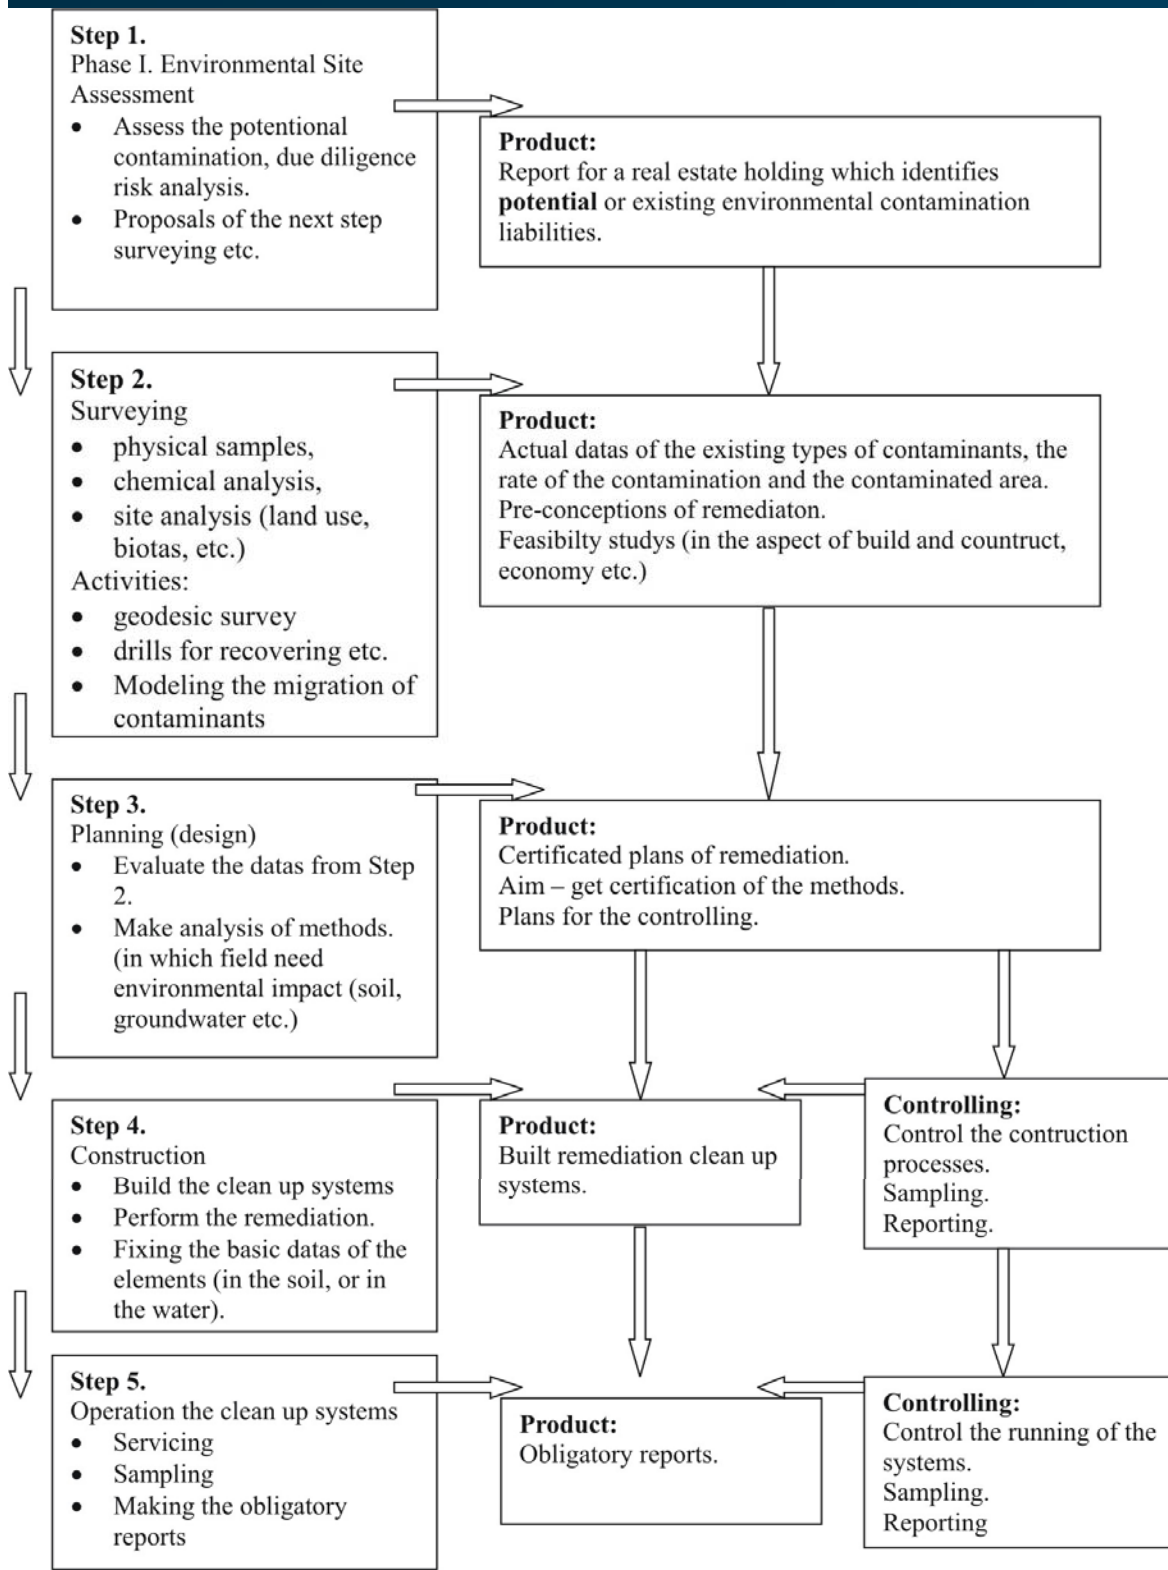 Step 1.
Phase I. Environmental Site
Assessment
• Assess the potentional
contamination, due diligence
risk analysis.
• Proposals of the next step
surveying etc.
Product:
Report for a real estate holding which identifies
potential or existing environmental contamination
liabilities.
Step 2.
Surveying
• physical samples,
• chemical analysis,
• site analysis (land use,
biotas, etc.)
Activities:
• geodesic survey
• drills for recovering etc.
• Modeling the migration of
contaminants
Product:
Actual datas of the existing types of contaminants, the
rate of the contamination and the contaminated area.
Pre-conceptions of remediaton.
Feasibilty studys (in the aspect of build and countruct,
economy etc.)
Step 3.
Planning (design)
• Evaluate the datas from Step
2.
• Make analysis of methods.
(in which field need
environmental impact (soil,
groundwater etc.)
Product:
Certificated plans of remediation.
Aim – get certification of the methods.
Plans for the controlling.
Step 4.
Construction
• Build the clean up systems
• Perform the remediation.
• Fixing the basic datas of the
elements (in the soil, or in
the water).
Product:
Built remediation clean up
systems.
Controlling:
Control the contruction
processes.
Sampling.
Reporting.
Step 5.
Operation the clean up systems
• Servicing
• Sampling
• Making the obligatory
reports
Product:
Obligatory reports.
Controlling:
Control the running of the
systems.
Sampling.
Reporting